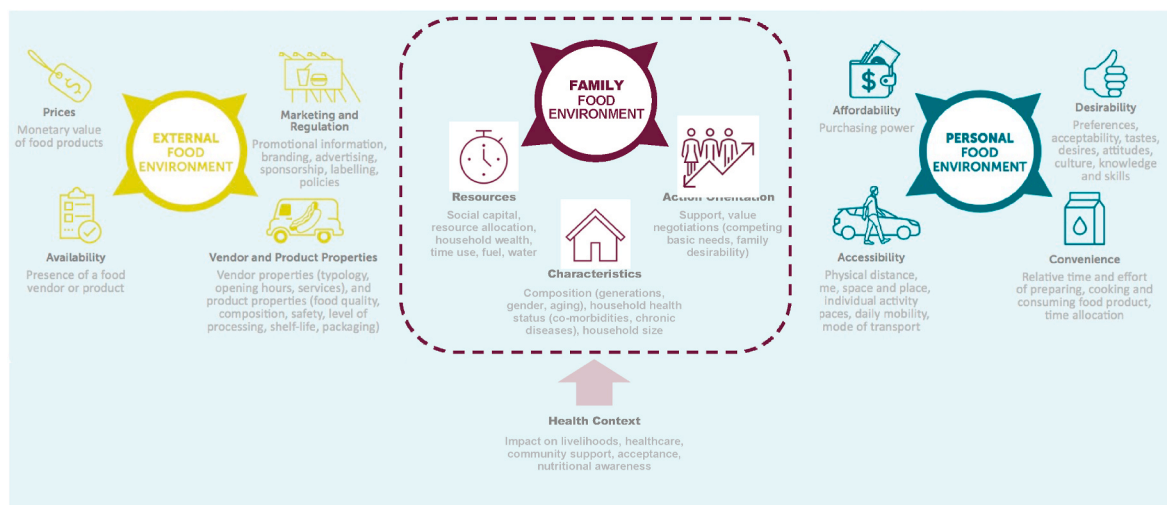 Prices
Monetary value
of food products
EXTERNAL
FOOD
ENVIRONMENT
Marketing and
Regulation
Promotional information,
branding, advertising,
sponsorship, labelling,
policies
Availability
Presence of a food
vendor or product
Vendor and Product Properties
Vendor properties (typology,
opening hours, services), and
product properties (food quality,
composition, safety, level of
processing, shelf-life, packaging)
FAMILY
FOOD
ENVIRONMENT
Resources
Social capital,
resource allocation,
household wealth,
time use, fuel, water
Action Orientation
Support, value
negotiations (competing
basic needs, family
desirability)
Characteristics
Composition (generations,
gender, aging), household health
status (co-morbidities, chronic
diseases), household size
Health Context
Impact on livelihoods, healthcare,
community support, acceptance,
nutritional awareness
$
Affordability
Purchasing power
PERSONAL
FOOD
ENVIRONMENT
Desirability
Preferences,
acceptability, tastes,
desires, attitudes,
culture, knowledge
and skills
Accessibility
Physical distance,
me, space and place,
individual activity
paces, daily mobility,
mode of transport
Convenience
Relative time and effort
of preparing, cooking and
consuming food product,
time allocation